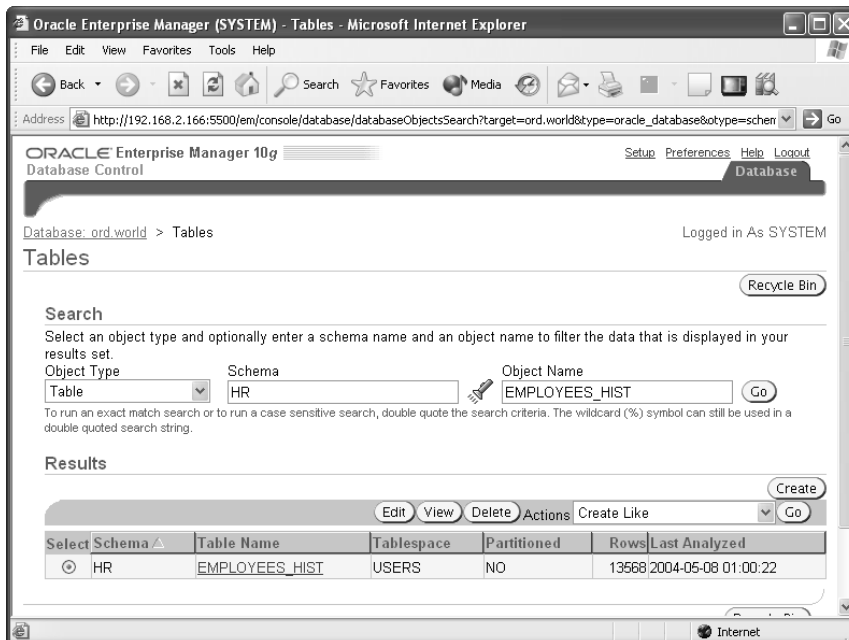 Oracle Enterprise Manager (SYSTEM) - Tables - Microsoft Internet Explorer
File Edit View Favorites Tools Help
Back Search Favorites Media
Address http://192.168.2.166:5500/em/console/database/databaseObjectsSearch?target=ord.world&type=oracle_database&otype=schem Go
ORACLE Enterprise Manager 10g
Database Control
Setup Preferences Help Logout
Database
Database: ord.world > Tables Logged in As SYSTEM
Tables
Recycle Bin
Search
Select an object type and optionally enter a schema name and an object name to filter the data that is displayed in your
results set.
Object Type Schema Object Name
Table HR EMPLOYEES_HIST Go
To run an exact match search or to run a case sensitive search, double quote the search criteria. The wildcard (%) symbol can still be used in a
double quoted search string.
Results
Create
Edit View Delete Actions Create Like Go
Select Schema Table Name Tablespace Partitioned Rows Last Analyzed
HR EMPLOYEES_HIST USERS NO 13568 2004-05-08 01:00:22
Internet